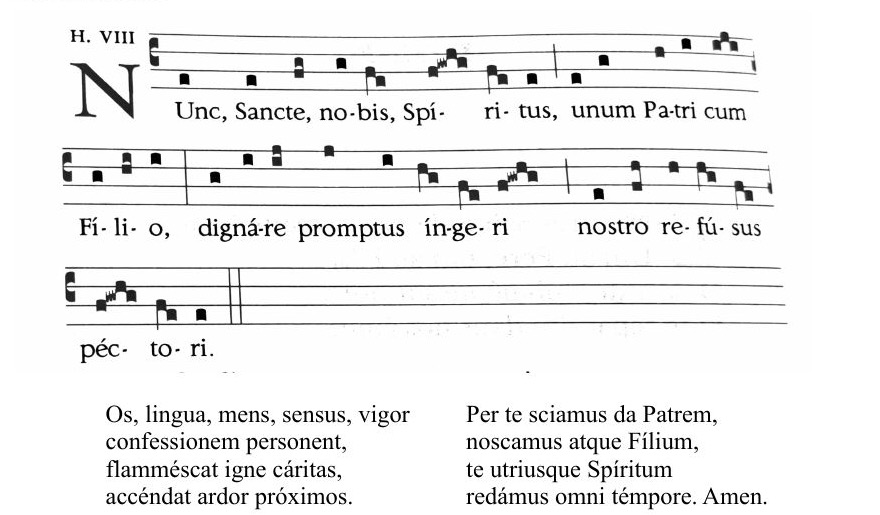 H. VIII
NUnc, Sancte, no-bis, Spí- ri- tus, unum Pa-tri cum
Fí- li- o, digná-re promptus ín-ge- ri nostro re- fú- sus
péc- to- ri.
Os, lingua, mens, sensus, vigor
confessionem personent,
flamméscat igne cáritas,
accéndat ardor próximos.
Per te sciamus da Patrem,
noscamus atque Fílium,
te utriusque Spíritum
redámus omni témpore. Amen.